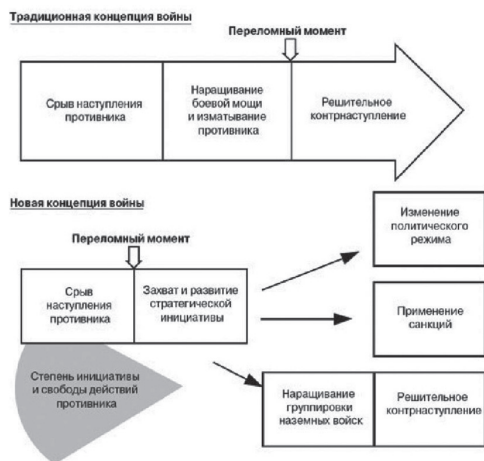 Традиционная концепция войны
Переломный момент
Срыв наступления
противника
Наращивание
боевой мощи
и изматывание
противника
Решительное
контрнаступление
Новая концепция войны
Переломный момент
Срыв
наступления
противника
Захват и развитие
стратегической
инициативы
Изменение
политического
режима
Применение
санкций
Степень инициативы
и свободы действий
противника
Наращивание
группировки
наземных войск
Решительное
контрнаступление